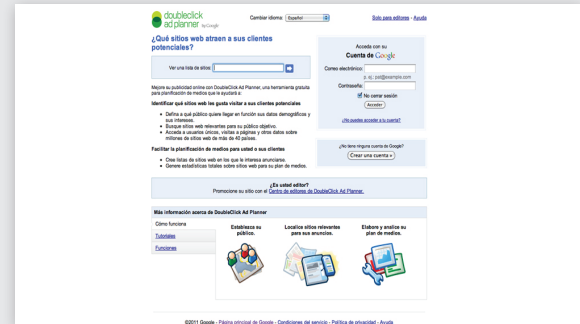 doubleclick
ad planner by Google
Cambiar idioma: Español
Solo para editores - Ayuda
¿Qué sitios web atraen a sus clientes
potenciales?
Ver una lista de sitios:
Mejore su publicidad online con DoubleClick Ad Planner, una herramienta gratuita
para planificación de medios que le ayudará a:
Identificar qué sitios web les gusta visitar a sus clientes potenciales
Defina a qué público quiere llegar en función sus datos demográficos y
sus intereses.
Busque sitios web relevantes para su público objetivo.
Acceda a usuarios únicos, visitas a páginas y otros datos sobre
millones de sitios web de más de 40 países.
Facilitar la planificación de medios para usted o sus clientes
Cree listas de sitios web en los que le interesa anunciarse.
Genere estadísticas totales sobre sitios web para su plan de medios.
Acceda con su
Cuenta de Google
Correo electrónico:
p. ej.: pat@example.com
Contraseña:
No cerrar sesión
Acceder
¿No puedes acceder a tu cuenta?
¿No tiene ninguna cuenta de Google?
Crear una cuenta »
¿Es usted editor?
Promocione su sitio con el Centro de editores de DoubleClick Ad Planner.
Más información acerca de DoubleClick Ad Planner
Cómo funciona
Tutoriales
Funciones
Establezca su
público.
Localice sitios relevantes
para sus anuncios.
Elabore y analice su
plan de medios.
©2011 Google - Página principal de Google - Condiciones del servicio - Política de privacidad - Ayuda